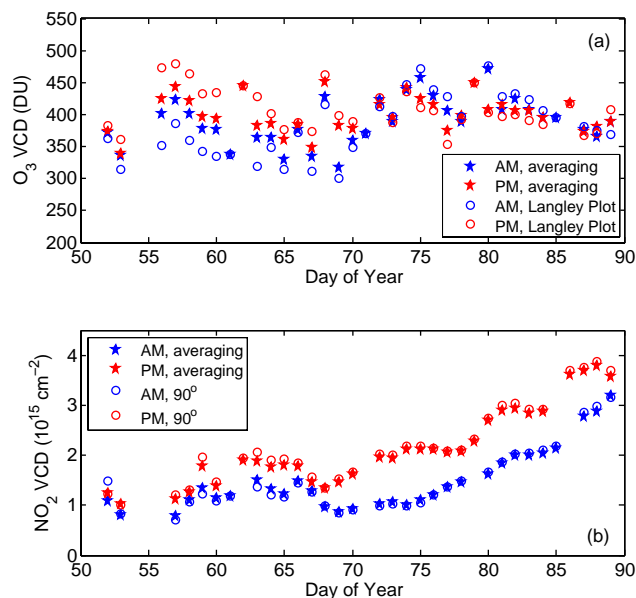 550
500
450
400
350
300
250
200
O₃ VCD (DU)
(a)
AM, averaging
PM, averaging
AM, Langley Plot
PM, Langley Plot
50 55 60 65 70 75 80 85 90
Day of Year
4
3
2
1
0
NO₂ VCD (10¹⁵ cm⁻²)
AM, averaging
PM, averaging
AM, 90°
PM, 90°
(b)
50 55 60 65 70 75 80 85 90
Day of Year